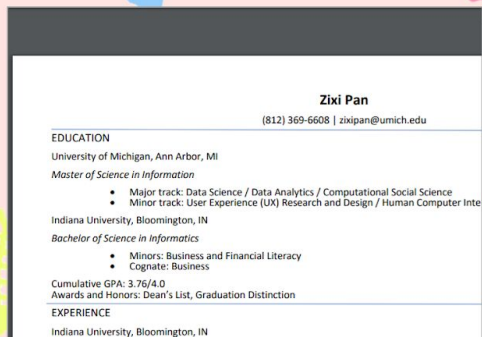 Zixi Pan
(812) 369-6608 | zixipan@umich.edu
EDUCATION
University of Michigan, Ann Arbor, MI
Master of Science in Information
• Major track: Data Science / Data Analytics / Computational Social Science
• Minor track: User Experience (UX) Research and Design / Human Computer Inte
Indiana University, Bloomington, IN
Bachelor of Science in Informatics
• Minors: Business and Financial Literacy
• Cognate: Business
Cumulative GPA: 3.76/4.0
Awards and Honors: Dean's List, Graduation Distinction
EXPERIENCE
Indiana University, Bloomington, IN